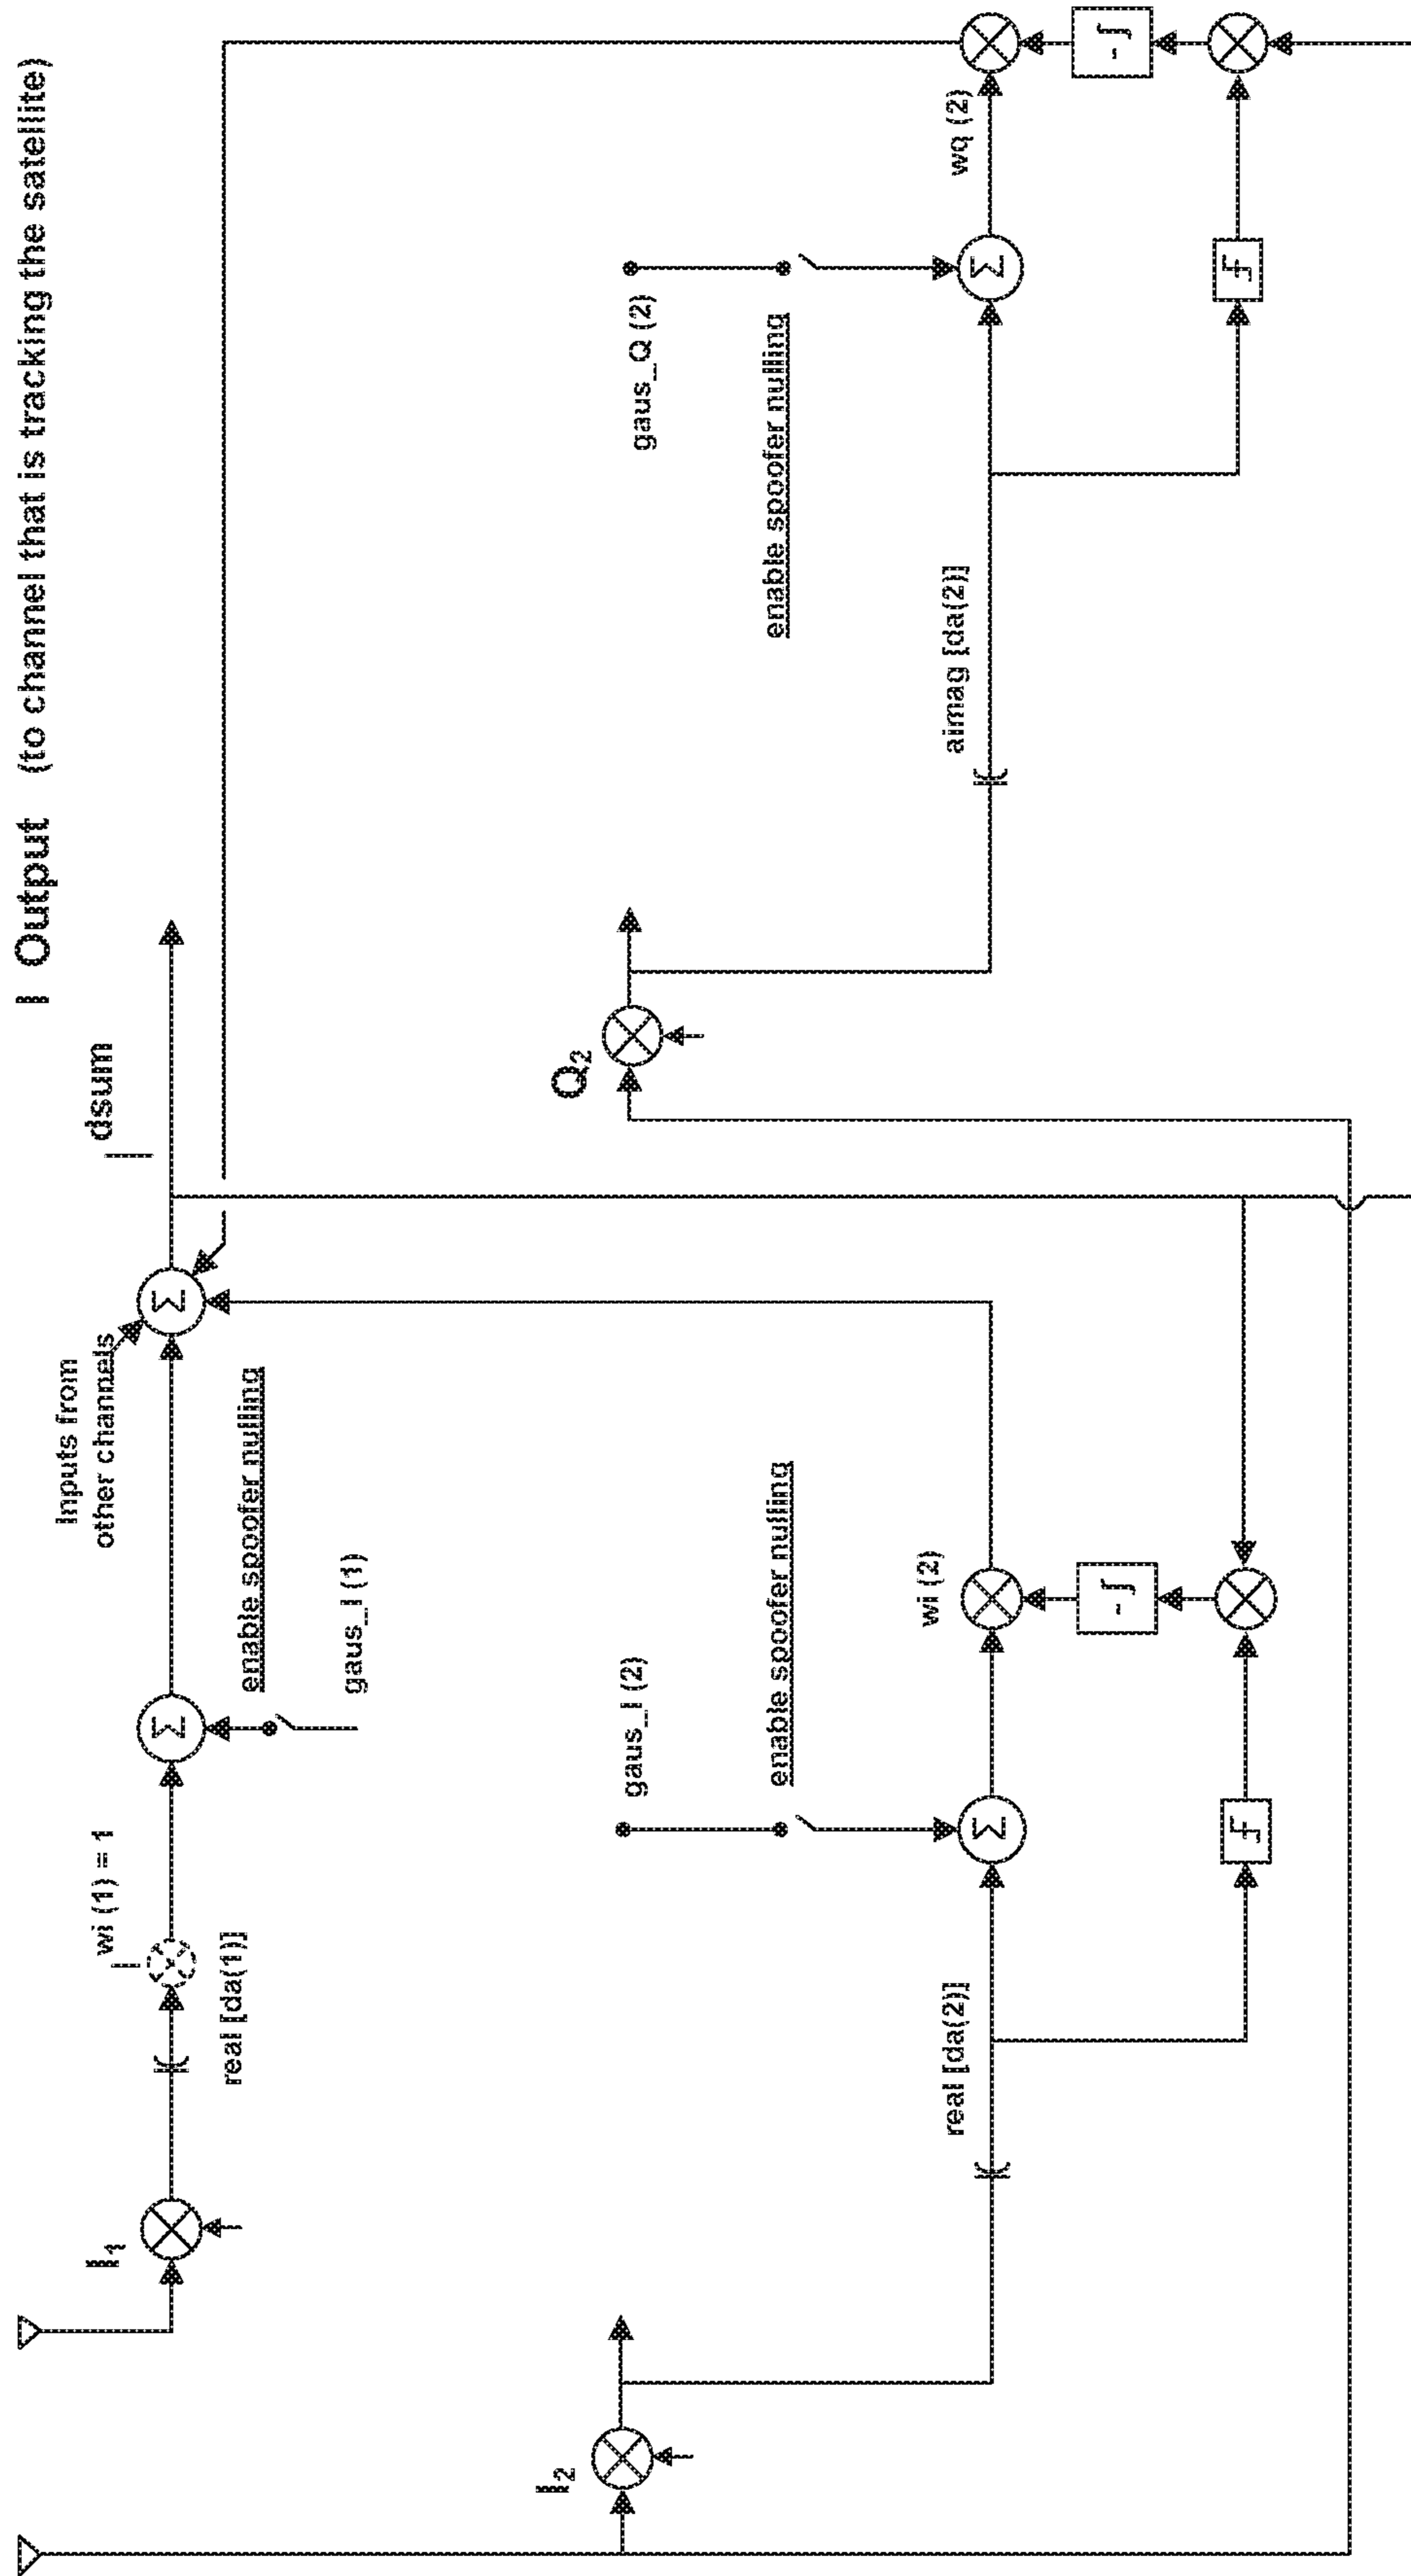 I Output (to channel that is tracking the satellite)
dsum
Inputs from
other channels
I1
wi (1) = 1
real [da(1)]
enable spoofer nulling
gaus_I (1)
I2
gaus_I (2)
enable spoofer nulling
real [da(2)]
wi (2)
Q2
gaus_Q (2)
enable spoofer nulling
aimag [da(2)]
wq (2)
Σ
Σ
Σ
Σ
-∫
-∫